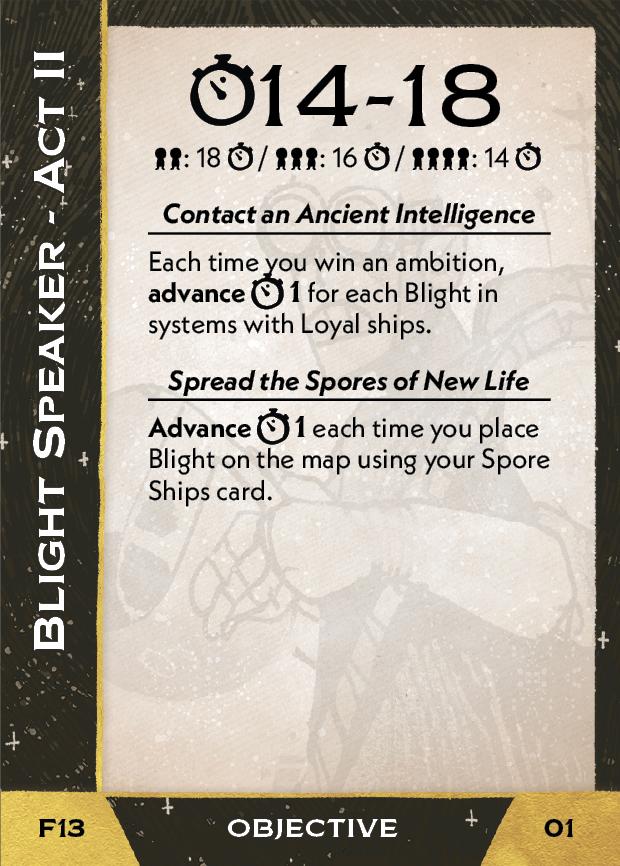 BLIGHT SPEAKER - ACT II
14-18
: 18 / : 16 / : 14
Contact an Ancient Intelligence
Each time you win an ambition,
advance 1 for each Blight in
systems with Loyal ships.
Spread the Spores of New Life
Advance 1 each time you place
Blight on the map using your Spore
Ships card.
F13
OBJECTIVE
01